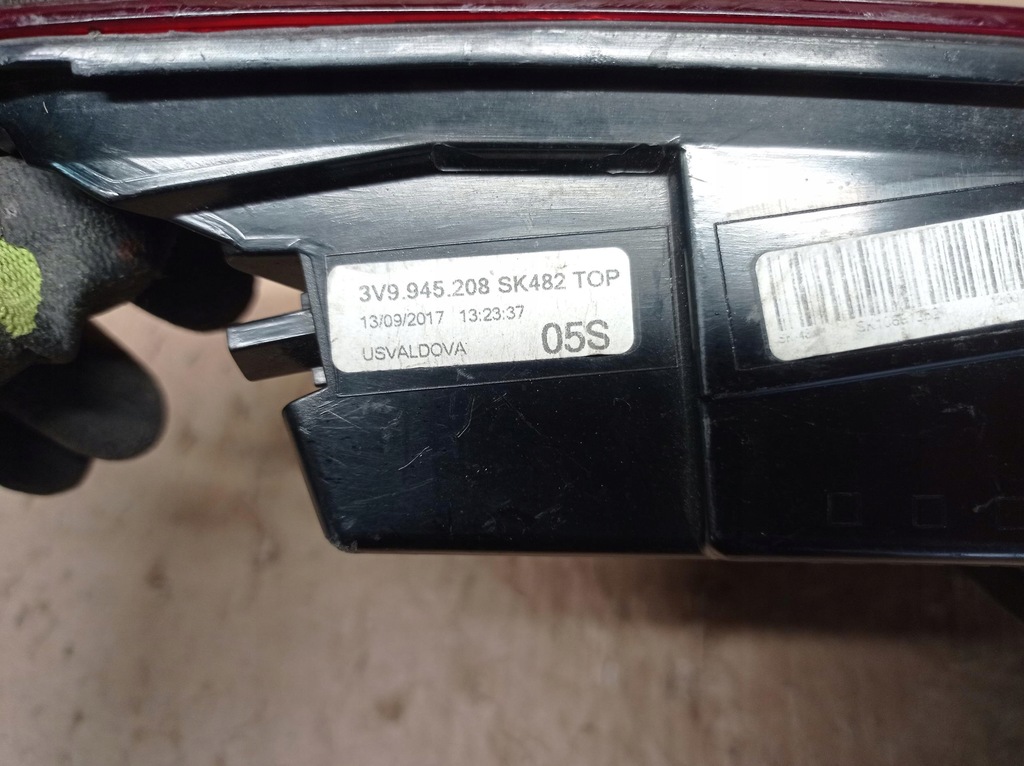 3V9.945.208 SK482 TOP
13/09/2017 13:23:37
USVALDOVA 05S